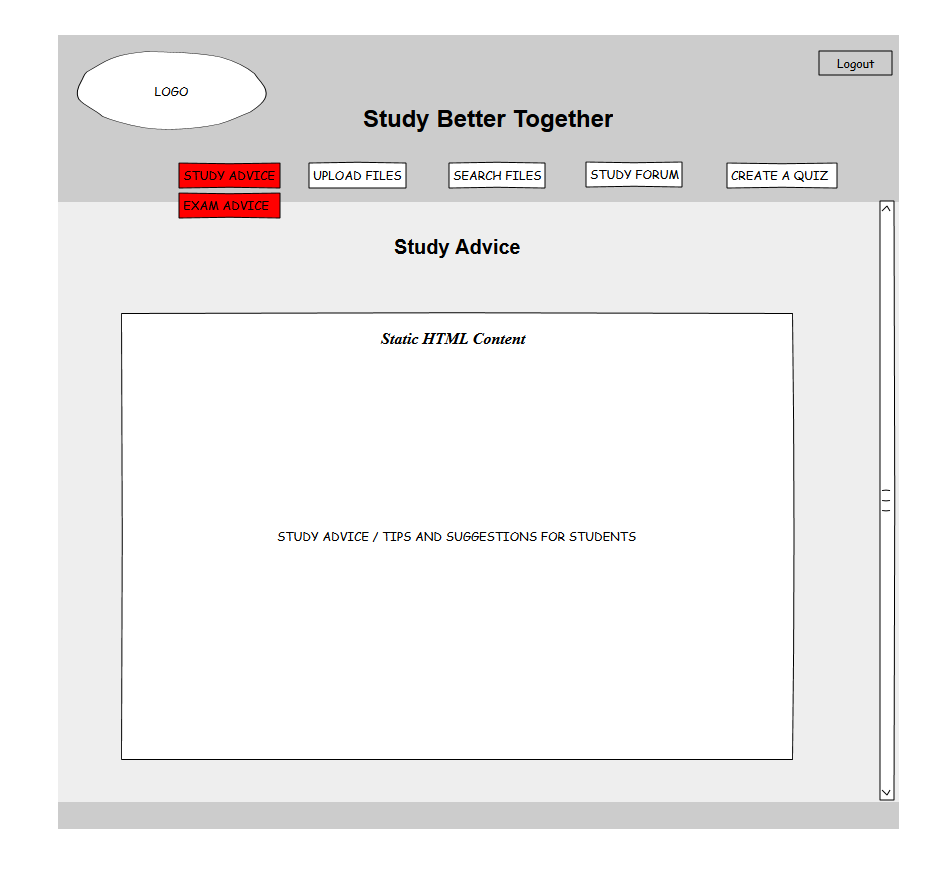 Logout
LOGO
Study Better Together
STUDY ADVICE
UPLOAD FILES
SEARCH FILES
STUDY FORUM
CREATE A QUIZ
EXAM ADVICE
Study Advice
Static HTML Content
STUDY ADVICE / TIPS AND SUGGESTIONS FOR STUDENTS